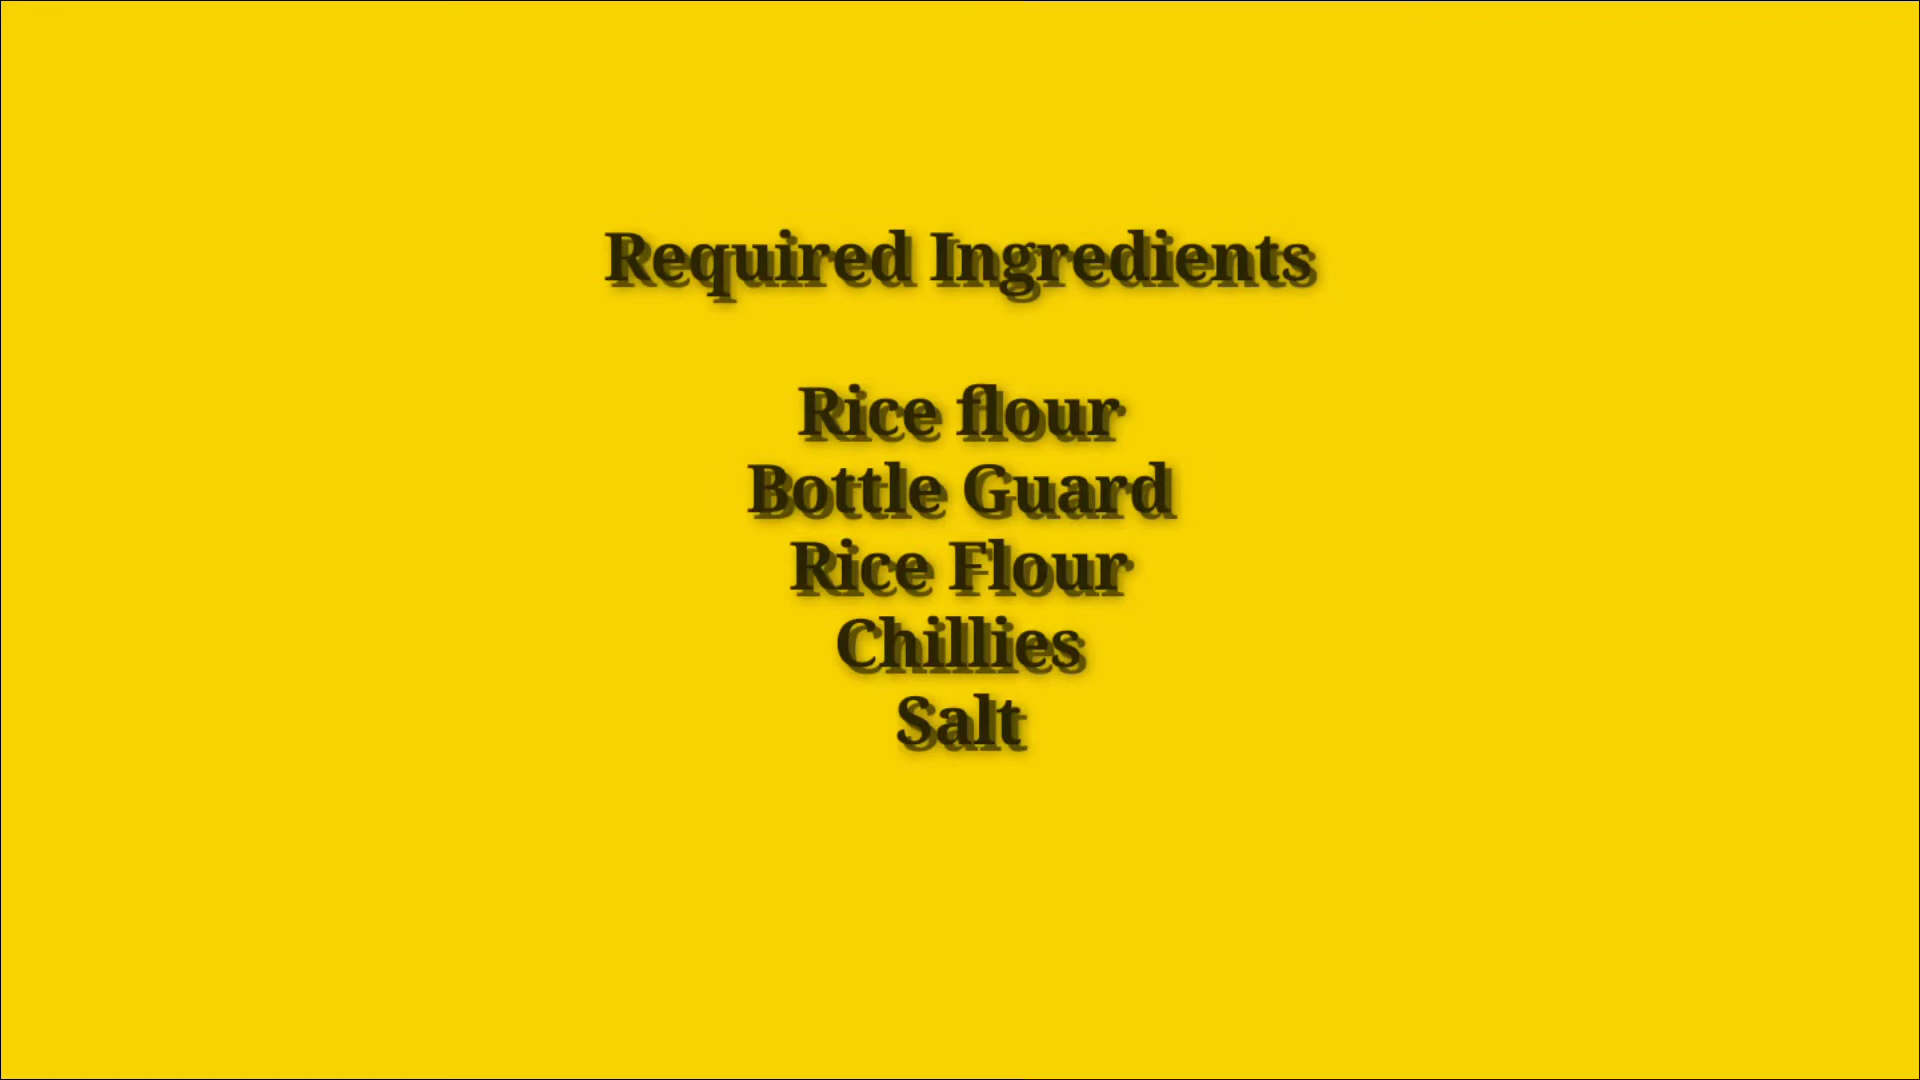 Required Ingredients
Rice flour
Bottle Guard
Rice Flour
Chillies
Salt